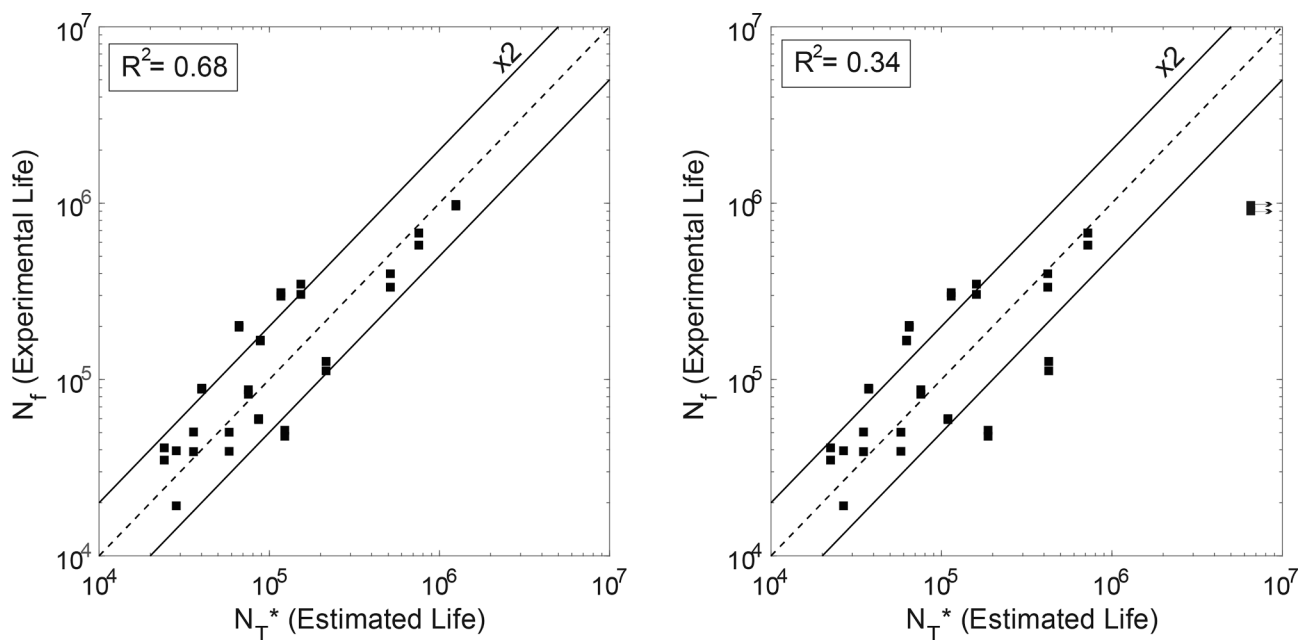 10⁷
R²= 0.68
x2
10⁶
10⁵
10⁴
N_f (Experimental Life)
10⁴ 10⁵ 10⁶ 10⁷
N_T* (Estimated Life)
10⁷
R²= 0.34
x2
10⁶
10⁵
10⁴
N_f (Experimental Life)
10⁴ 10⁵ 10⁶ 10⁷
N_T* (Estimated Life)